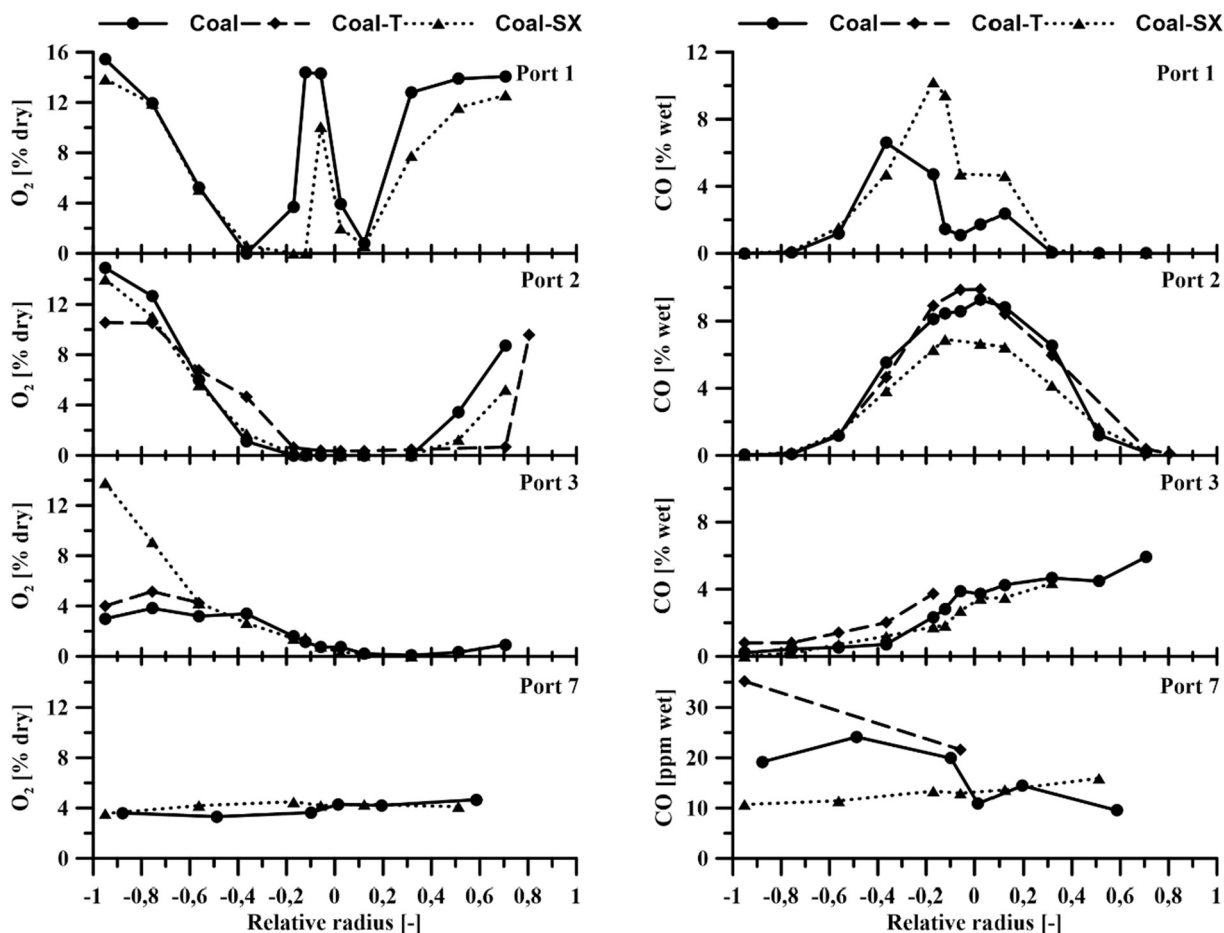 Coal Coal-T Coal-SX
16
12
8
4
0
O2 [% dry]
Port 1
12
8
4
0
O2 [% dry]
Port 2
12
8
4
0
O2 [% dry]
Port 3
12
8
4
0
O2 [% dry]
Port 7
-1 -0,8 -0,6 -0,4 -0,2 0 0,2 0,4 0,6 0,8 1
Relative radius [-]
Coal Coal-T Coal-SX
12
8
4
0
CO [% wet]
Port 1
8
4
0
CO [% wet]
Port 2
8
4
0
CO [% wet]
Port 3
30
20
10
0
CO [ppm wet]
Port 7
-1 -0,8 -0,6 -0,4 -0,2 0 0,2 0,4 0,6 0,8 1
Relative radius [-]